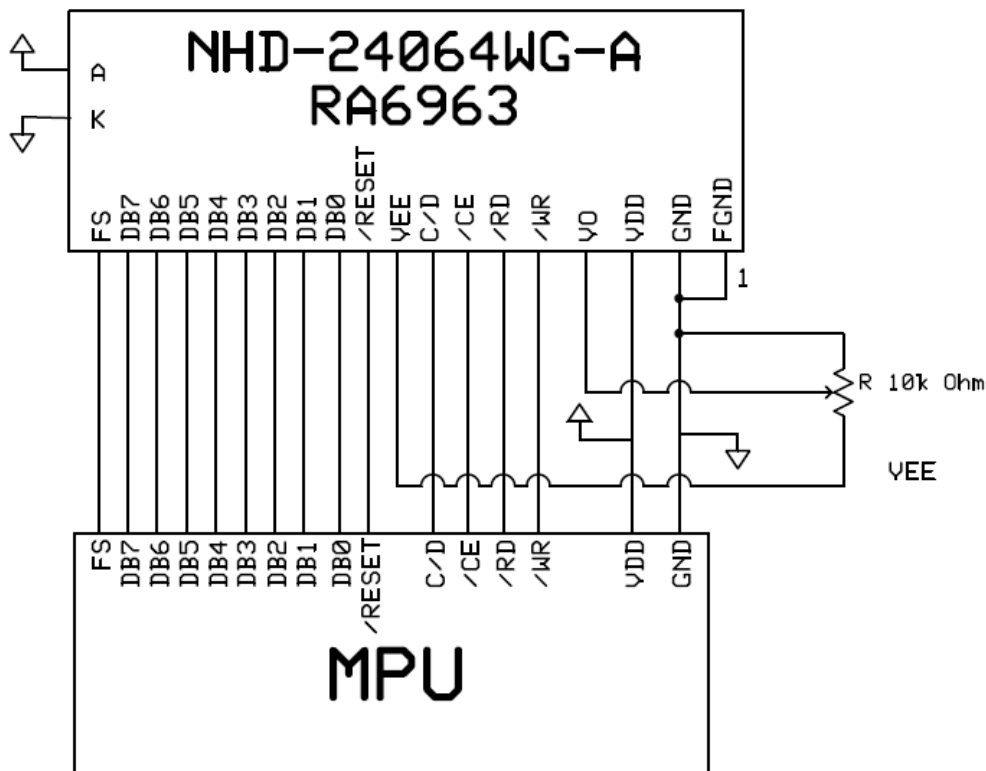 NHD-24064WG-A
RA6963
A
K
FS
DB7
DB6
DB5
DB4
DB3
DB2
DB1
DB0
/RESET
VEE
C/D
/CE
/RD
/WR
VO
VDD
GND
FGND
1
R 10k Ohm
VEE
FS
DB7
DB6
DB5
DB4
DB3
DB2
DB1
DB0
/RESET
C/D
/CE
/RD
/WR
VDD
GND
MPU